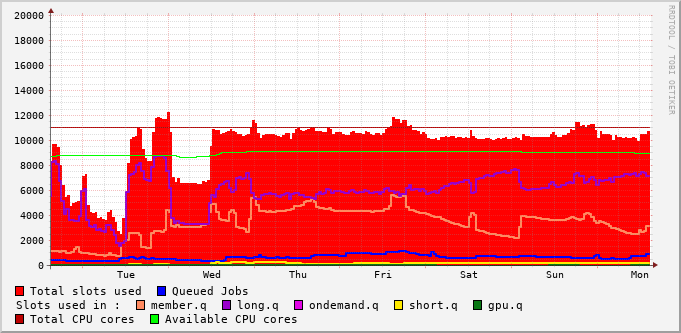 RRDTOOL / TOBI OETIKER
20000
18000
16000
14000
12000
10000
8000
6000
4000
2000
0
Tue Wed Thu Fri Sat Sun Mon
Total slots used Queued Jobs
Slots used in : member.q long.q ondemand.q short.q gpu.q
Total CPU cores Available CPU cores